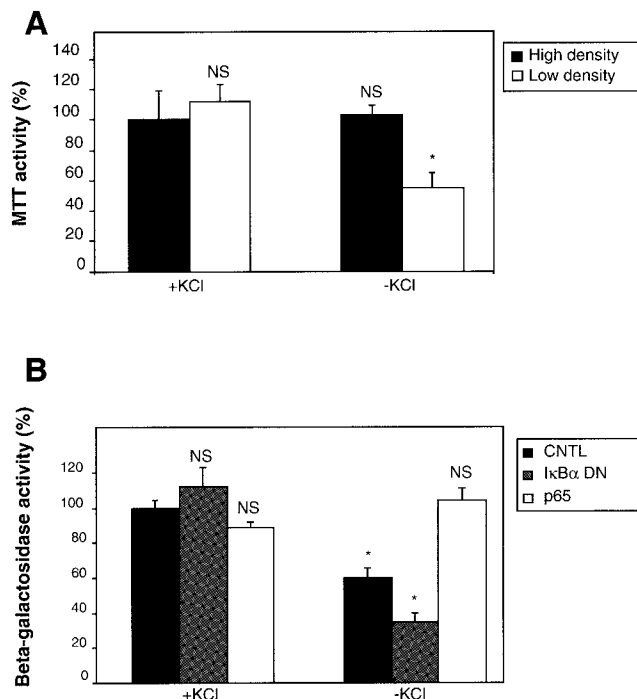 A
MTT activity (%)
140
120
100
80
60
40
20
0
NS
NS
*
+KCl
-KCl
High density
Low density
B
Beta-galactosidase activity (%)
120
100
80
60
40
20
0
NS
NS
*
*
NS
+KCl
-KCl
CNTL
IκBα DN
p65